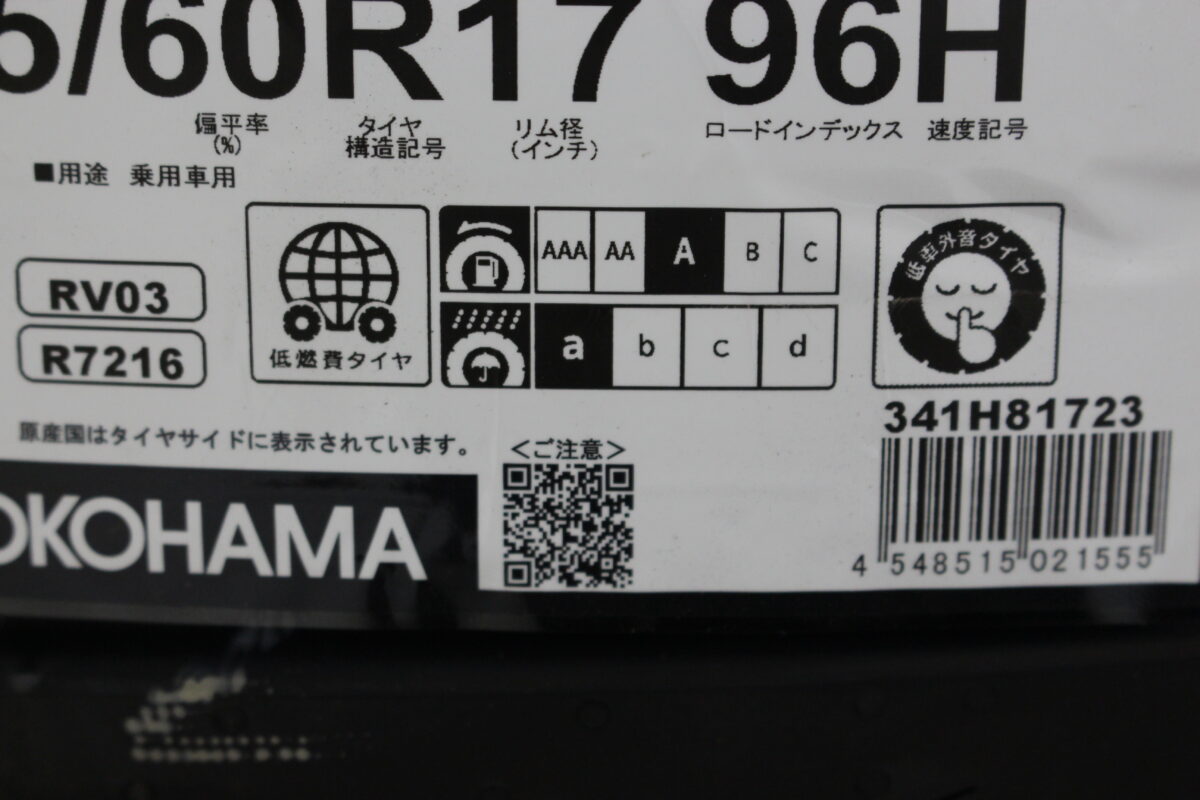 5/60R17 96H
偏平率
(%)
タイヤ
構造記号
リム径
(インチ)
ロードインデックス 速度記号
■用途 乗用車用
RV03
R7216
低燃費タイヤ
AAA AA A B C
a b c d
低車外音タイヤ
341H81723
原産国はタイヤサイドに表示されています。
<ご注意>
OKOHAMA
4 548515 021555